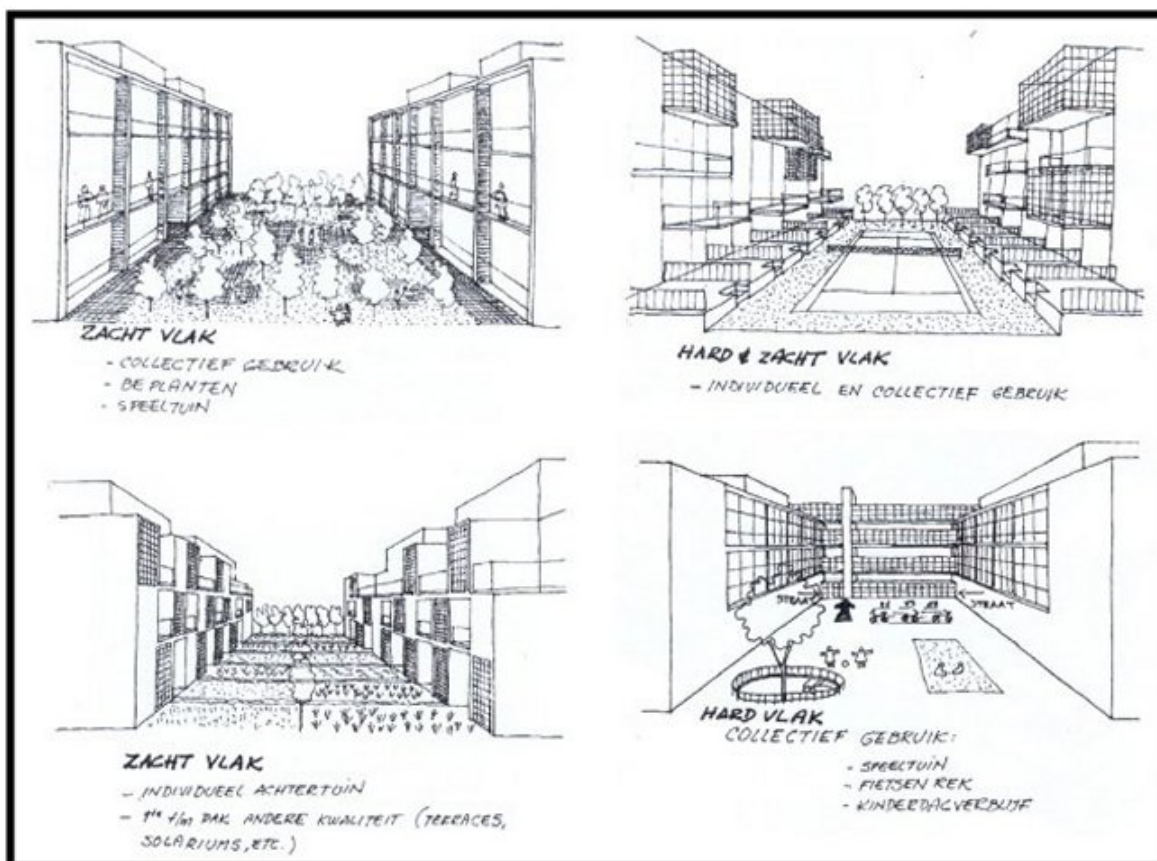 ZACHT VLAK
- COLLECTIEF GEBRUIK
- BEPLANTEN
- SPEELTUIN
HARD & ZACHT VLAK
- INDIVIDUEEL EN COLLECTIEF GEBRUIK
ZACHT VLAK
- INDIVIDUEEL ACHTERTUIN
- 1ste t/m DAK ANDERE KWALITEIT (TERRACES,
SOLARIUMS, ETC.)
STRAAT
STRAAT
HARD VLAK
COLLECTIEF GEBRUIK:
- SPEELTUIN
- FIETSEN REK
- KINDERDAGVERBLIJF